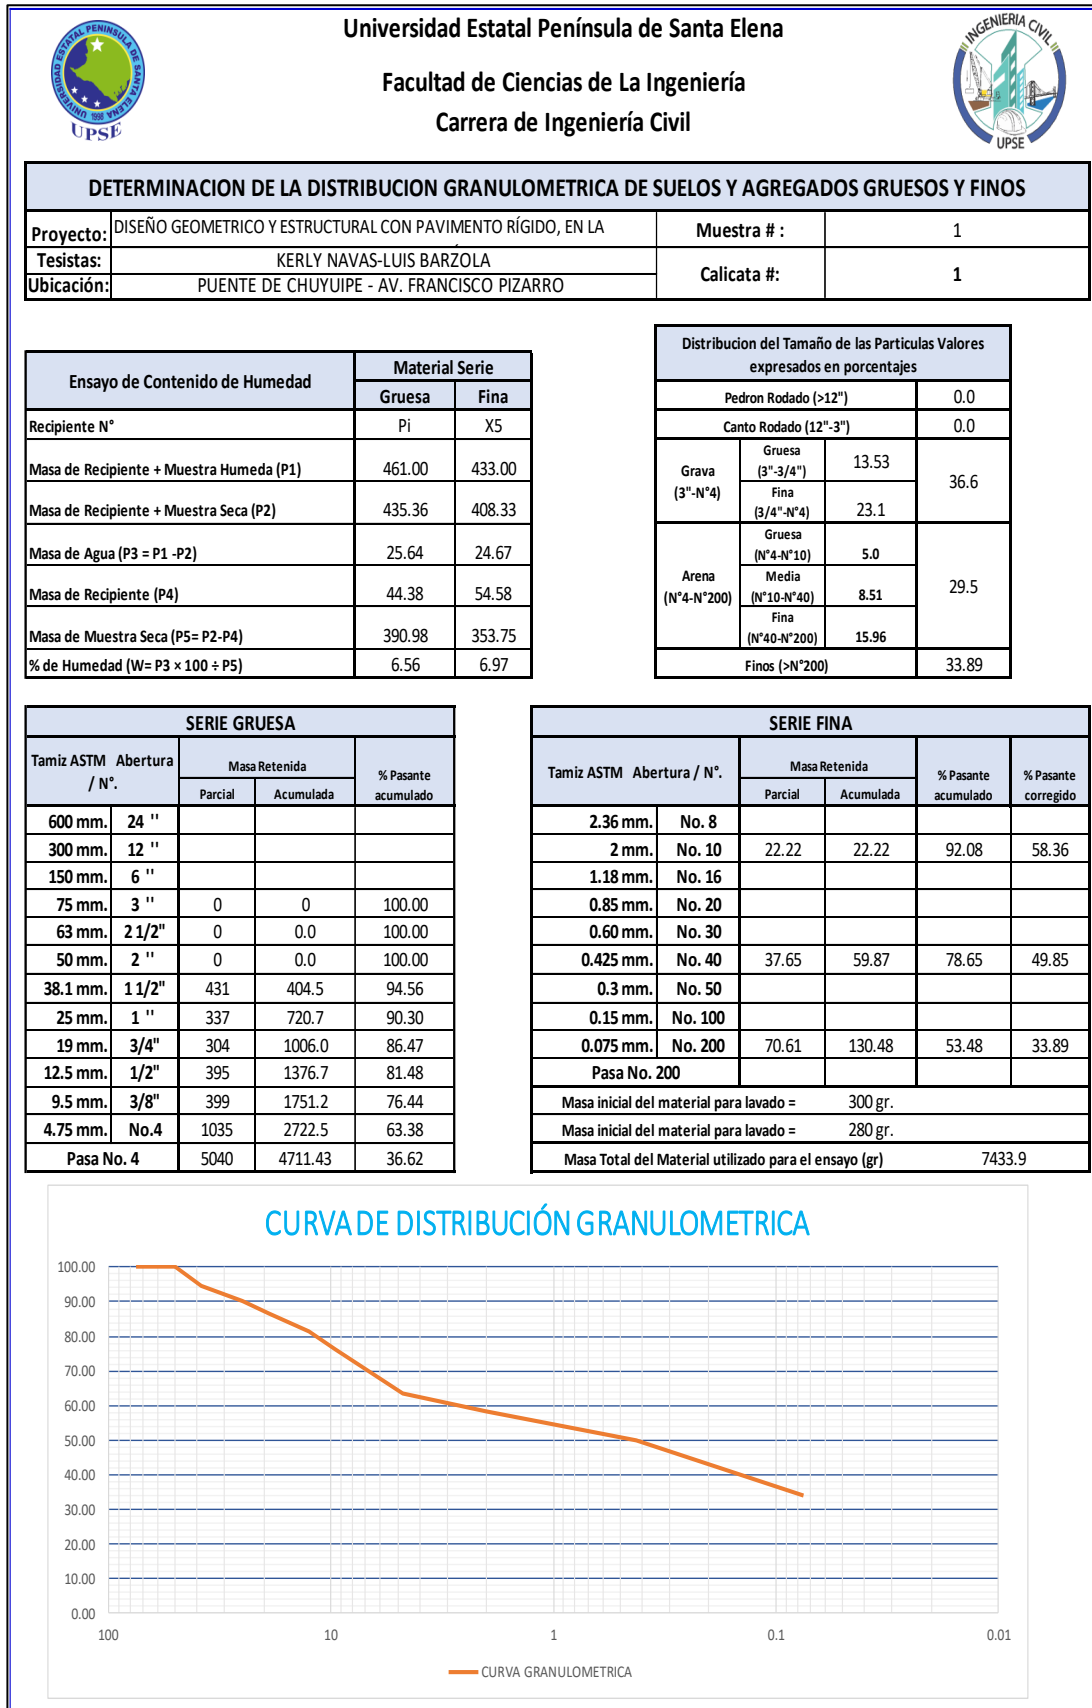 Universidad Estatal Península de Santa Elena
Facultad de Ciencias de La Ingeniería
Carrera de Ingeniería Civil
UNIVERSIDAD ESTATAL PENINSULA DE SANTA ELENA
1998
UPSE
INGENIERIA CIVIL
UPSE
DETERMINACION DE LA DISTRIBUCION GRANULOMETRICA DE SUELOS Y AGREGADOS GRUESOS Y FINOS
Proyecto: DISEÑO GEOMETRICO Y ESTRUCTURAL CON PAVIMENTO RÍGIDO, EN LA Muestra # : 1
Tesistas: KERLY NAVAS-LUIS BARZOLA
Ubicación: PUENTE DE CHUYUIPE - AV. FRANCISCO PIZARRO
Calicata #: 1
Ensayo de Contenido de Humedad Material Serie
Gruesa Fina
Recipiente N° Pi X5
Masa de Recipiente + Muestra Humeda (P1) 461.00 433.00
Masa de Recipiente + Muestra Seca (P2) 435.36 408.33
Masa de Agua (P3 = P1 -P2) 25.64 24.67
Masa de Recipiente (P4) 44.38 54.58
Masa de Muestra Seca (P5= P2-P4) 390.98 353.75
% de Humedad (W= P3 × 100 ÷ P5) 6.56 6.97
Distribucion del Tamaño de las Particulas Valores
expresados en porcentajes
Pedron Rodado (>12") 0.0
Canto Rodado (12"-3") 0.0
Grava
(3"-N°4)
Gruesa
(3"-3/4") 13.53
Fina
(3/4"-N°4) 23.1
36.6
Arena
(N°4-N°200)
Gruesa
(N°4-N°10) 5.0
Media
(N°10-N°40) 8.51
Fina
(N°40-N°200) 15.96
29.5
Finos (>N°200) 33.89
SERIE GRUESA
Tamiz ASTM Abertura
/ N°.
Masa Retenida
Parcial Acumulada
% Pasante
acumulado
600 mm. 24 ''
300 mm. 12 ''
150 mm. 6 ''
75 mm. 3 '' 0 0 100.00
63 mm. 2 1/2" 0 0.0 100.00
50 mm. 2 '' 0 0.0 100.00
38.1 mm. 1 1/2" 431 404.5 94.56
25 mm. 1 '' 337 720.7 90.30
19 mm. 3/4" 304 1006.0 86.47
12.5 mm. 1/2" 395 1376.7 81.48
9.5 mm. 3/8" 399 1751.2 76.44
4.75 mm. No.4 1035 2722.5 63.38
Pasa No. 4 5040 4711.43 36.62
SERIE FINA
Tamiz ASTM Abertura / N°.
Masa Retenida
Parcial Acumulada
% Pasante
acumulado
% Pasante
corregido
2.36 mm. No. 8
2 mm. No. 10 22.22 22.22 92.08 58.36
1.18 mm. No. 16
0.85 mm. No. 20
0.60 mm. No. 30
0.425 mm. No. 40 37.65 59.87 78.65 49.85
0.3 mm. No. 50
0.15 mm. No. 100
0.075 mm. No. 200 70.61 130.48 53.48 33.89
Pasa No. 200
Masa inicial del material para lavado = 300 gr.
Masa inicial del material para lavado = 280 gr.
Masa Total del Material utilizado para el ensayo (gr) 7433.9
CURVA DE DISTRIBUCIÓN GRANULOMETRICA
100.00
90.00
80.00
70.00
60.00
50.00
40.00
30.00
20.00
10.00
0.00
100 10 1 0.1 0.01
CURVA GRANULOMETRICA